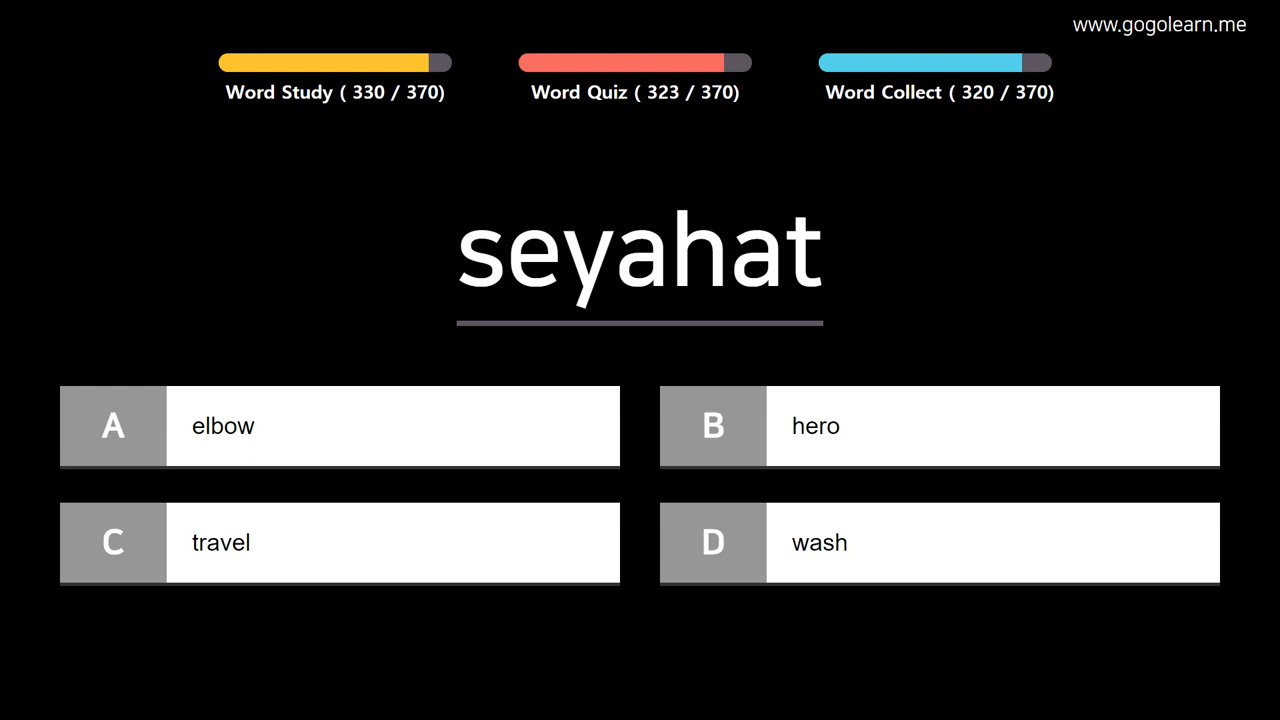 www.gogolearn.me
Word Study ( 330 / 370)
Word Quiz ( 323 / 370)
Word Collect ( 320 / 370)
seyahat
A elbow
B hero
C travel
D wash